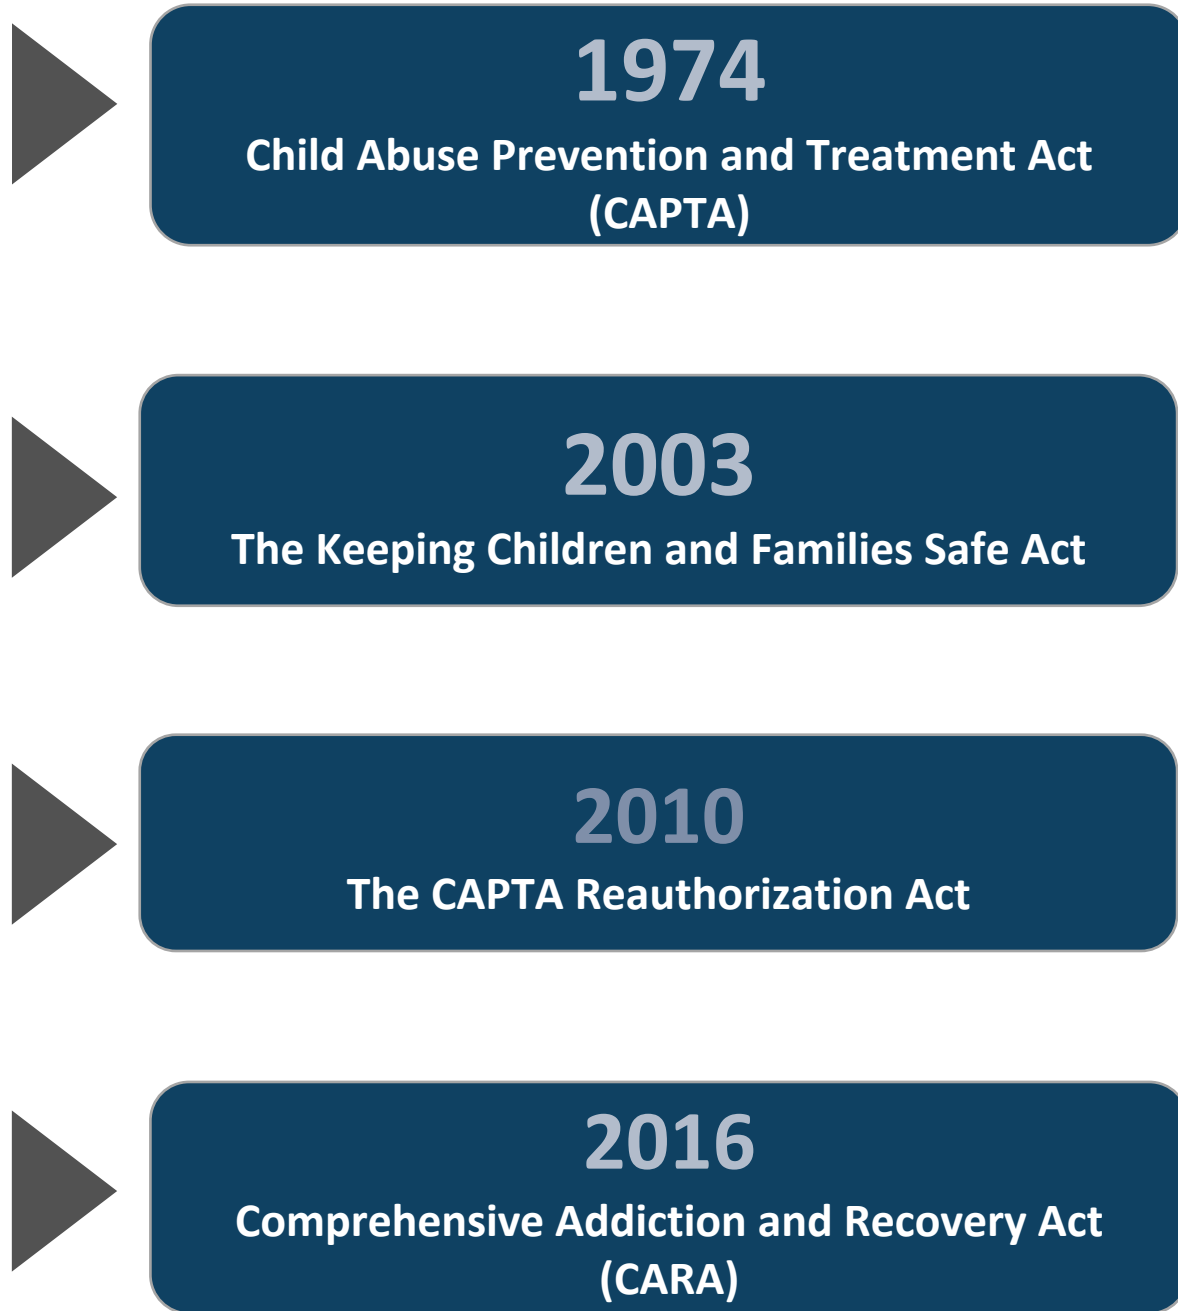 1974
Child Abuse Prevention and Treatment Act
(CAPTA)
2003
The Keeping Children and Families Safe Act
2010
The CAPTA Reauthorization Act
2016
Comprehensive Addiction and Recovery Act
(CARA)